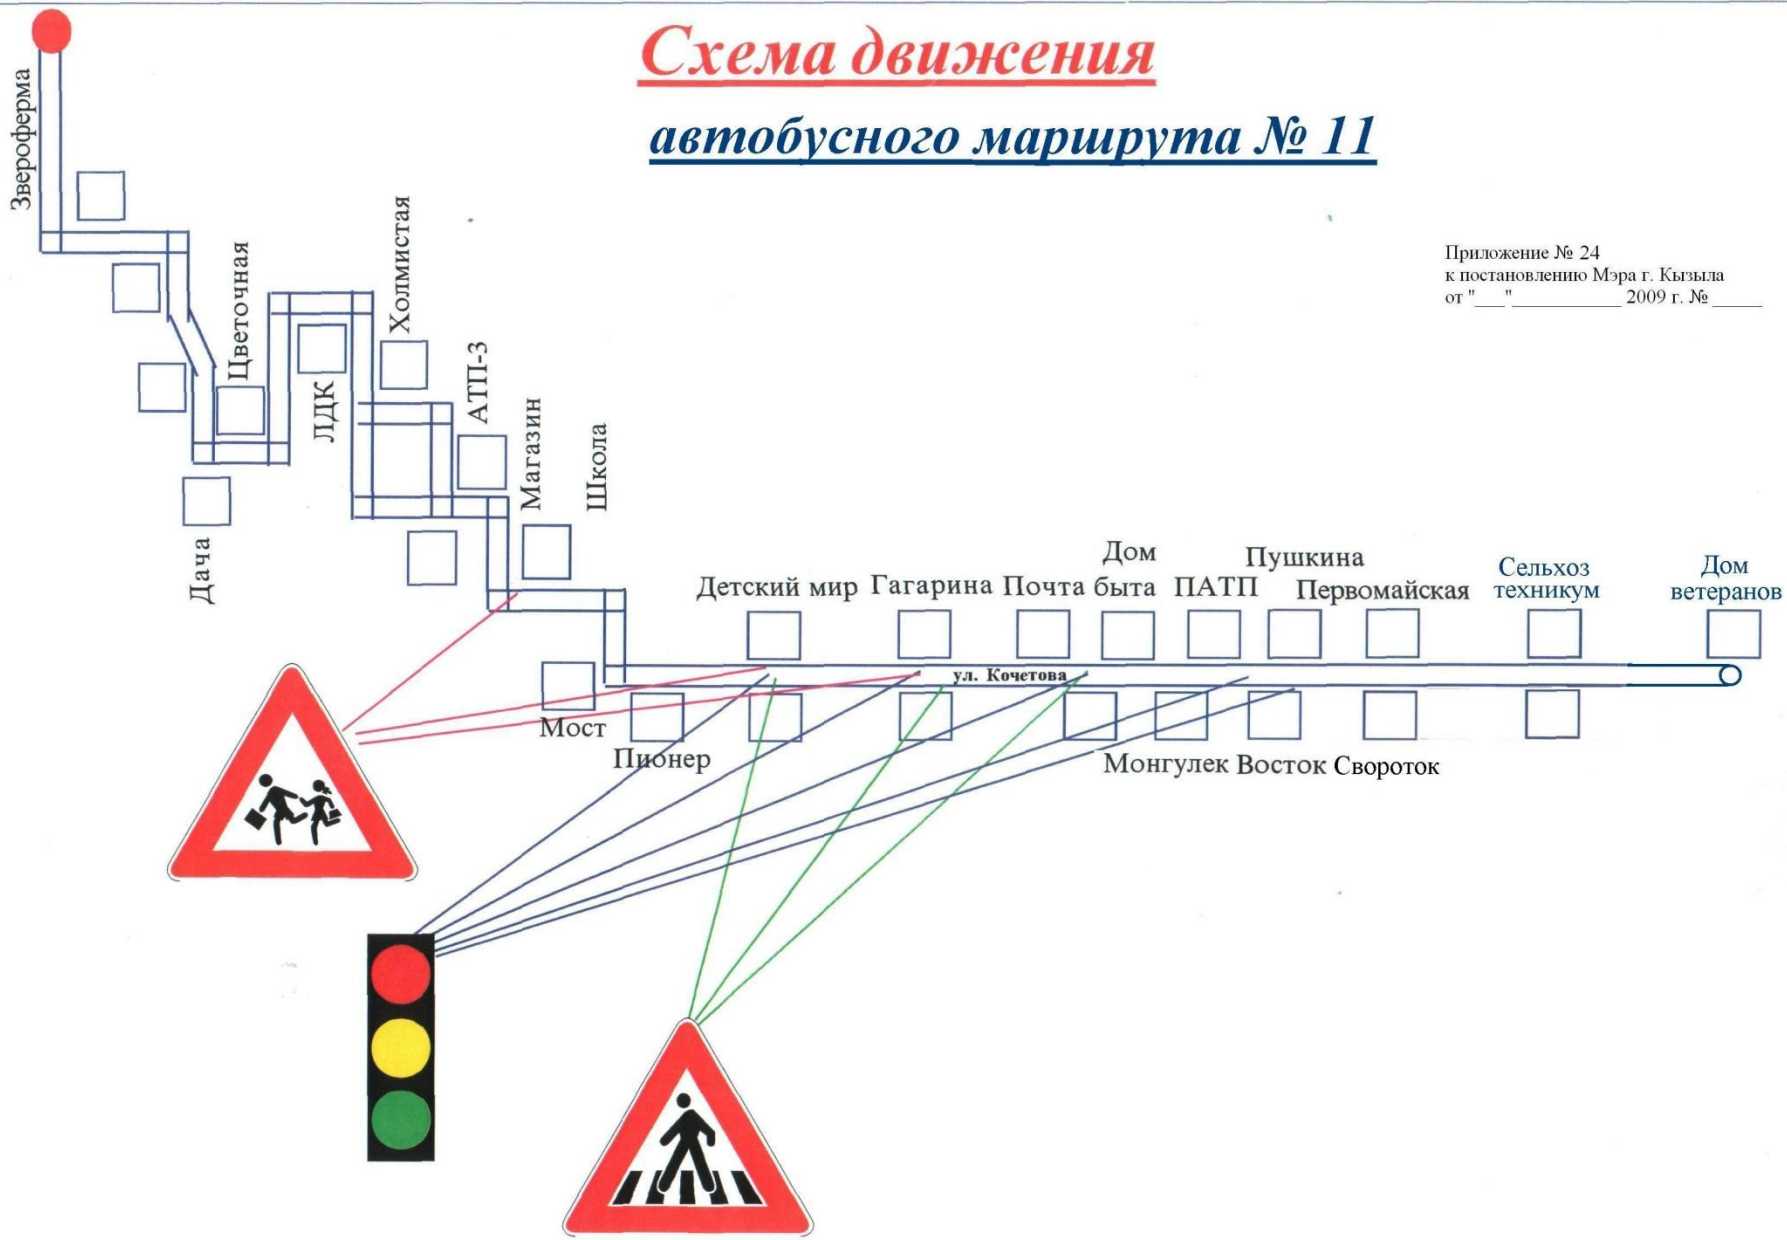 Схема движения
автобусного маршрута № 11
Приложение № 24
к постановлению Мэра г. Кызыла
от "___"____________ 2009 г. № _____
Звероферма
Цветочная
Дача
ЛДК
Холмистая
АТП-3
Магазин
Школа
Мост
Пионер
Детский мир
Гагарина
Почта
Дом
быта
ПАТП
Пушкина
Первомайская
Сельхоз
техникум
Дом
ветеранов
ул. Кочетова
Монгулек
Восток
Свороток